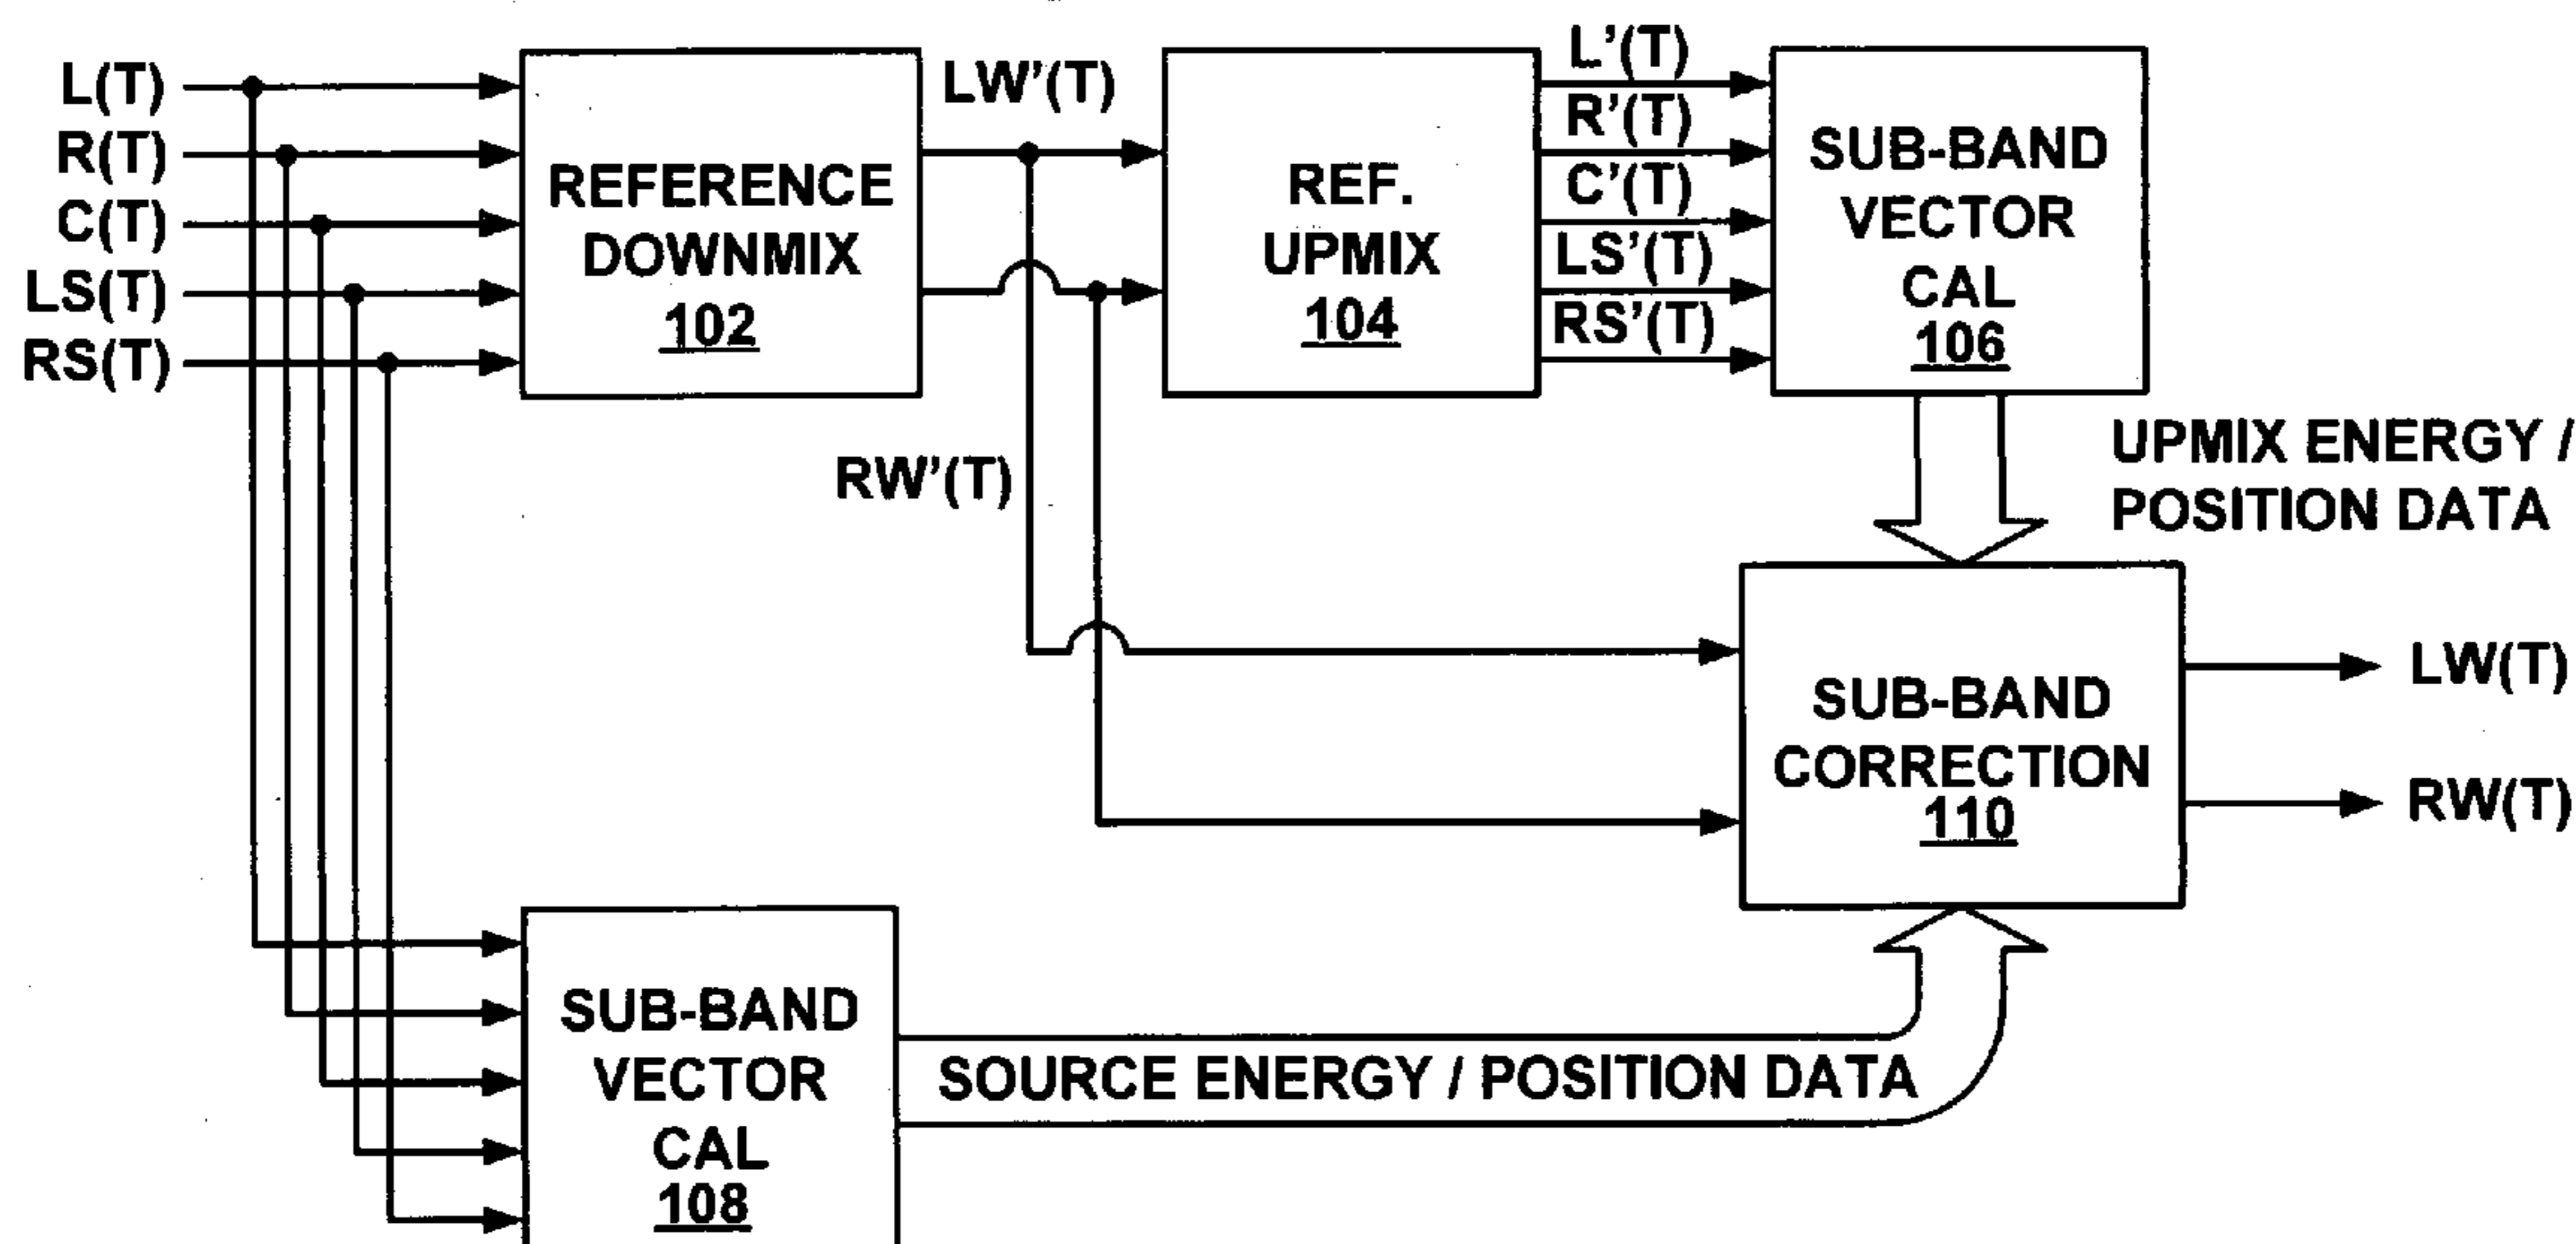 L(T)
R(T)
C(T)
LS(T)
RS(T)
REFERENCE
DOWNMIX
102
LW'(T)
RW'(T)
REF.
UPMIX
104
L'(T)
R'(T)
C'(T)
LS'(T)
RS'(T)
SUB-BAND
VECTOR
CAL
106
UPMIX ENERGY /
POSITION DATA
SUB-BAND
CORRECTION
110
LW(T)
RW(T)
SUB-BAND
VECTOR
CAL
108
SOURCE ENERGY / POSITION DATA